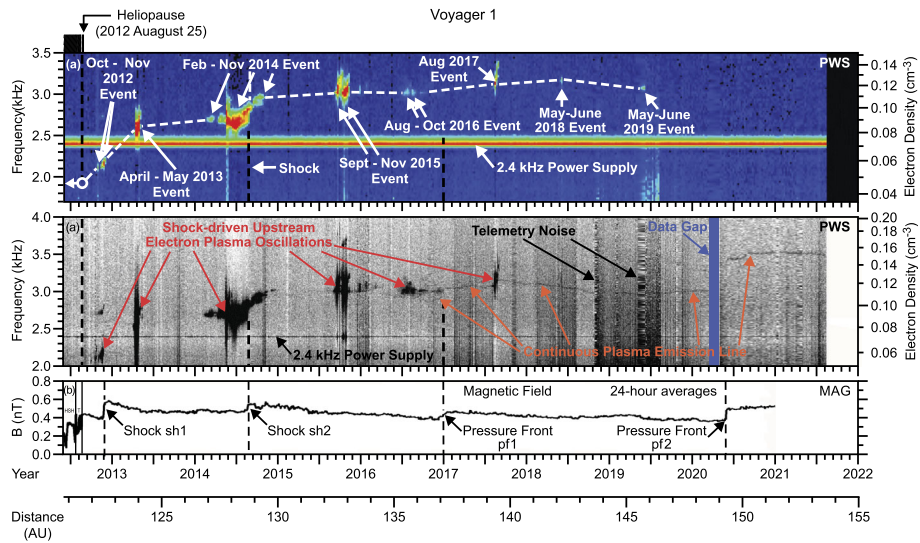 Heliopause
(2012 Auagust 25)
Voyager 1
(a)
PWS
Oct - Nov
2012
Event
Feb - Nov 2014 Event
Aug 2017
Event
April - May 2013
Event
Shock
Sept - Nov 2015
Event
Aug - Oct 2016 Event
May-June
2018 Event
May-June
2019 Event
2.4 kHz Power Supply
Frequency(kHz)
3.5
3.0
2.5
2.0
Electron Density (cm-3)
0.14
0.12
0.10
0.08
0.06
0.04
(a)
PWS
Shock-driven Upstream
Electron Plasma Oscillations
Telemetry Noise
Data Gap
2.4 kHz Power Supply
Continuous Plasma Emission Line
Frequency (kHz)
4.0
3.5
3.0
2.5
2.0
Electron Density (cm-3)
0.20
0.16
0.14
0.12
0.10
0.08
0.06
(b)
Magnetic Field
24-hour averages
MAG
HSH
Shock sh1
Shock sh2
Pressure Front
pf1
Pressure Front
pf2
B (nT)
0.8
0.6
0.4
0.2
0.0
Year
2013 2014 2015 2016 2017 2018 2019 2020 2021 2022
Distance
(AU)
125 130 135 140 145 150 155